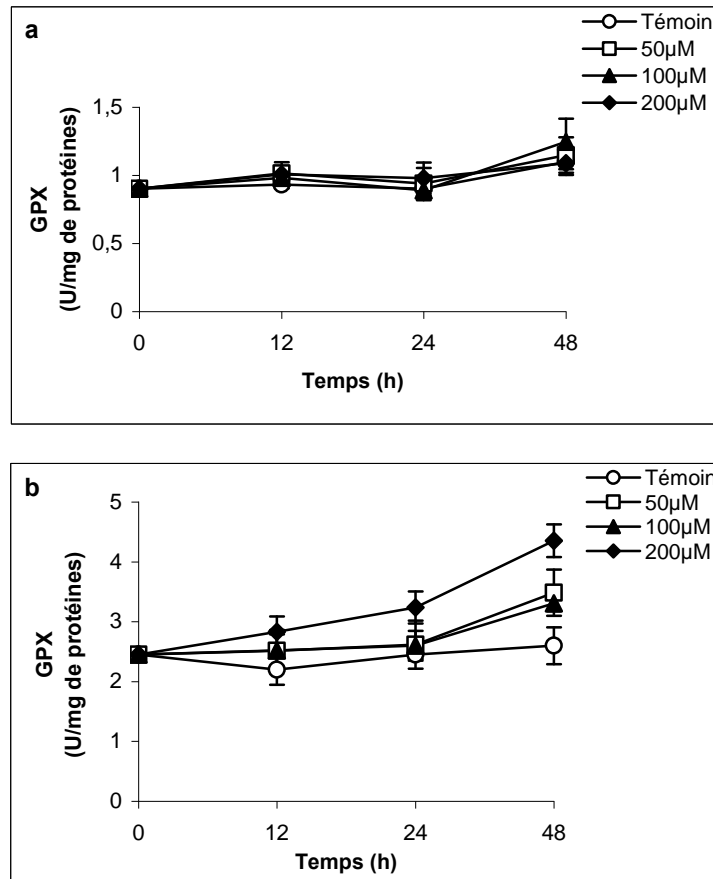 a
Témoin
50µM
100µM
200µM
1,5
1
0,5
0
GPX
(U/mg de protéines)
0 12 24 48
Temps (h)
b
Témoin
50µM
100µM
200µM
5
4
3
2
1
0
GPX
(U/mg de protéines)
0 12 24 48
Temps (h)